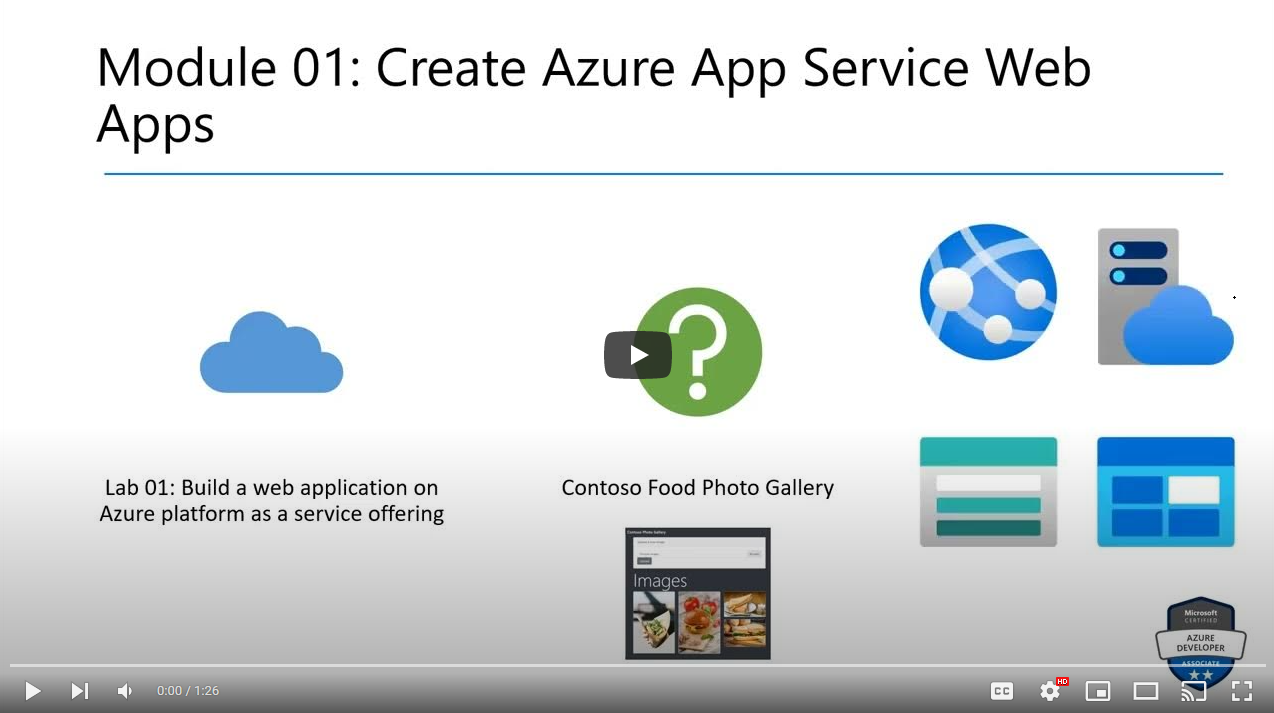 Module 01: Create Azure App Service Web
Apps
Lab 01: Build a web application on
Azure platform as a service offering
Contoso Food Photo Gallery
Contoso Photo Gallery
Images
Microsoft
CERTIFIED
AZURE
DEVELOPER
ASSOCIATE
0:00 / 1:26
CC
HD